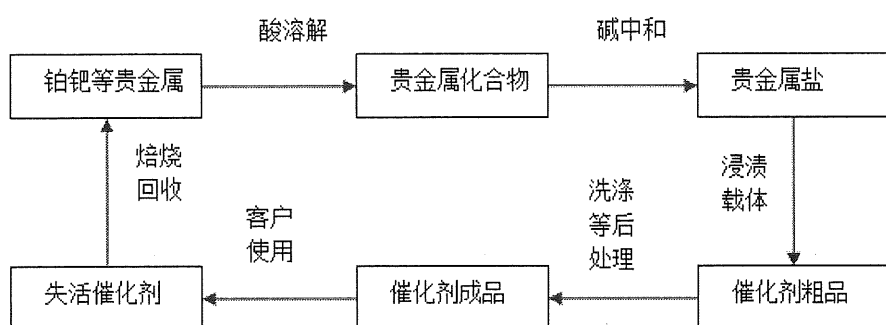 酸溶解
碱中和
铂钯等贵金属
贵金属化合物
贵金属盐
焙烧
回收
客户
使用
洗涤
等后
处理
浸渍
载体
失活催化剂
催化剂成品
催化剂粗品